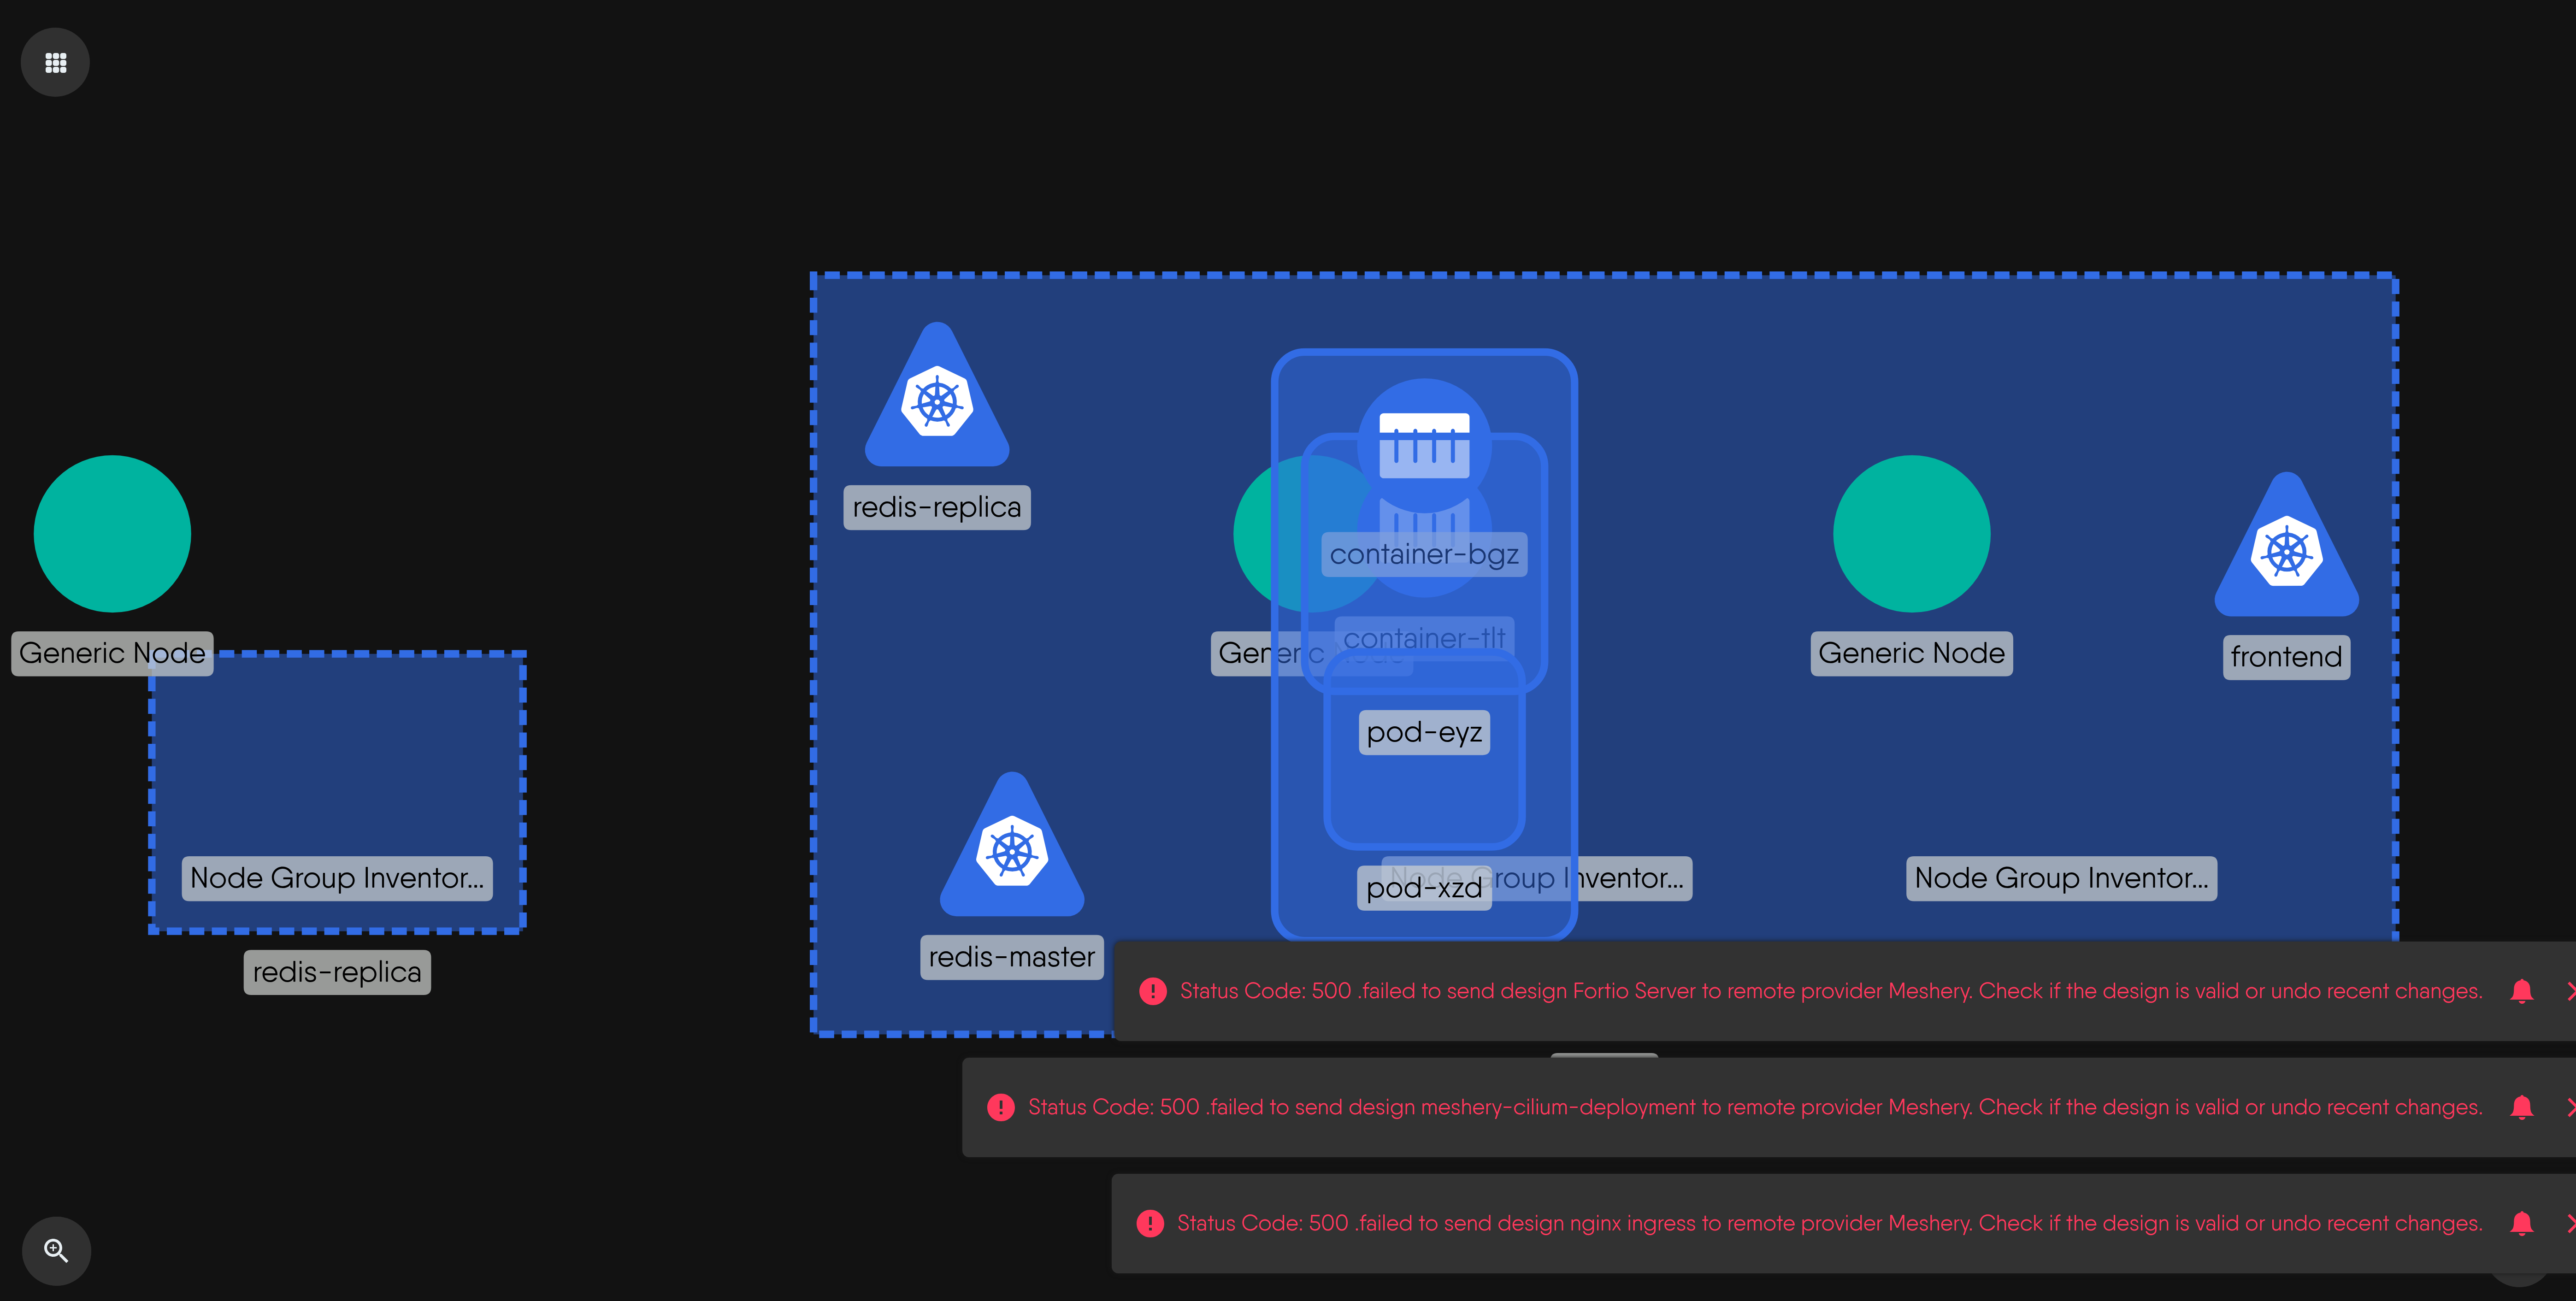 redis-replica
container-bgz
container-tlt
Generic Node
Generic
Generic Node
frontend
pod-eyz
Node Group Inventor...
pod-xzd
Node Group Inventor...
Node Group Inventor...
redis-master
redis-replica
Status Code: 500 .failed to send design Fortio Server to remote provider Meshery. Check if the design is valid or undo recent changes.
Status Code: 500 .failed to send design meshery-cilium-deployment to remote provider Meshery. Check if the design is valid or undo recent changes.
Status Code: 500 .failed to send design nginx ingress to remote provider Meshery. Check if the design is valid or undo recent changes.